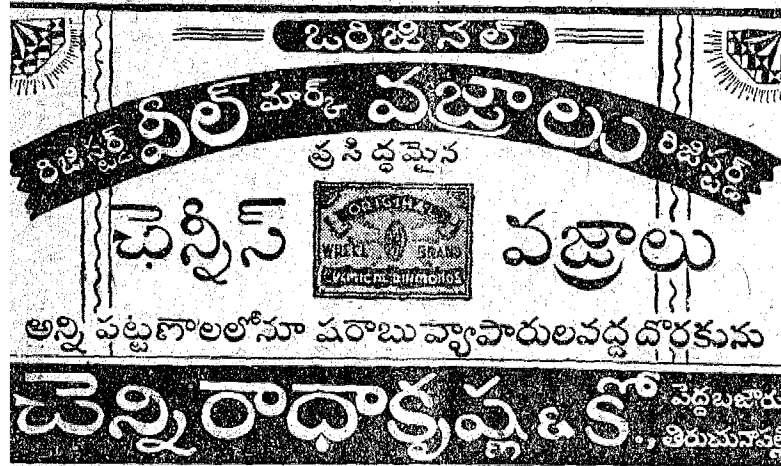 ఒరిజినల్
రిజిస్టర్డ్ వీల్ మార్క్ వజ్రాలు రిజిస్టర్డ్
త్రసిద్ధమైన
చెన్నీస్ వజ్రాలు
ORIGINAL
WHEEL BRAND
అన్ని పట్టణాలలోనూ షరాబు వ్యాపారులవద్ద దొరకును
చెన్ని రాధాకృష్ణ & కో., పెద్దబజారు